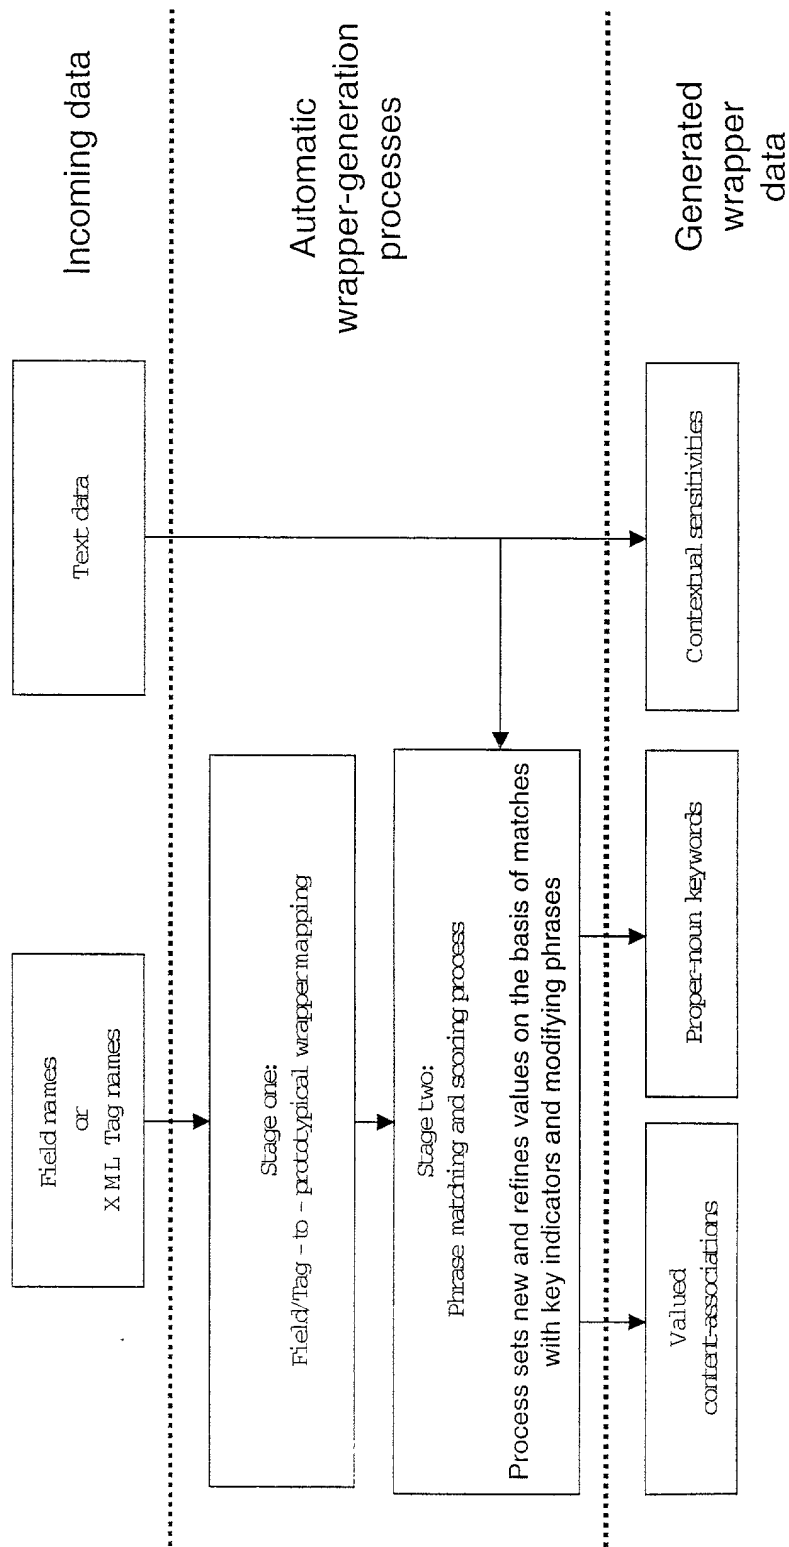 Incoming data
Field names
or
XML Tag names
Text data
Automatic
wrapper-generation
processes
Stage one:
Field/Tag - to - prototypical wrapper mapping
Stage two:
Phrase matching and scoring process
Process sets new and refines values on the basis of matches
with key indicators and modifying phrases
Generated
wrapper
data
Valued
content-associations
Proper-noun keywords
Contextual sensitivities